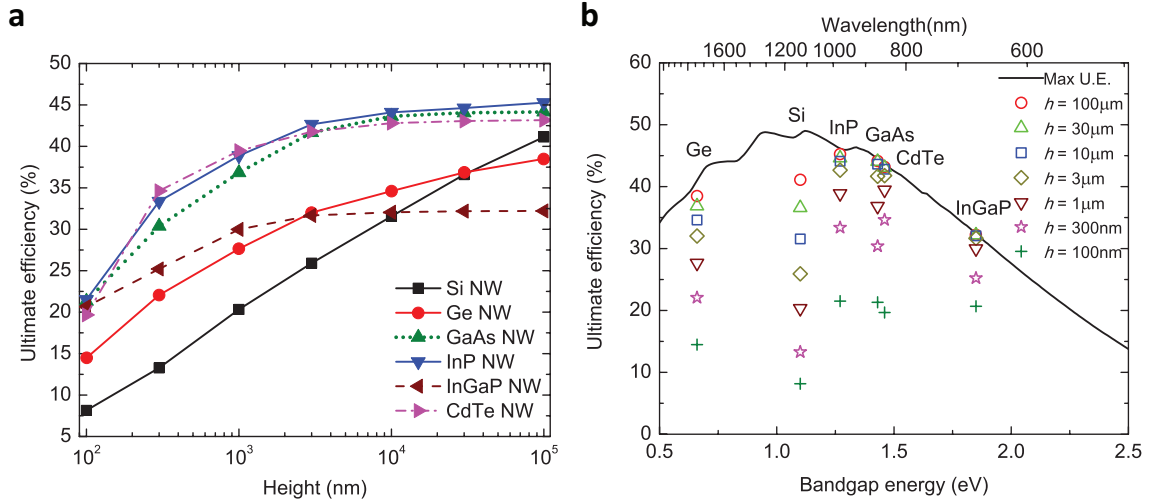 a
50
45
40
35
30
25
20
15
10
5
Ultimate efficiency (%)
Si NW
Ge NW
GaAs NW
InP NW
InGaP NW
CdTe NW
10² 10³ 10⁴ 10⁵
Height (nm)
b
Wavelength(nm)
1600 1200 1000 800 600
60
50
40
30
20
10
0
Ultimate efficiency (%)
Ge
Si
InP
GaAs
CdTe
InGaP
Max U.E.
h = 100μm
h = 30μm
h = 10μm
h = 3μm
h = 1μm
h = 300nm
h = 100nm
0.5 1.0 1.5 2.0 2.5
Bandgap energy (eV)